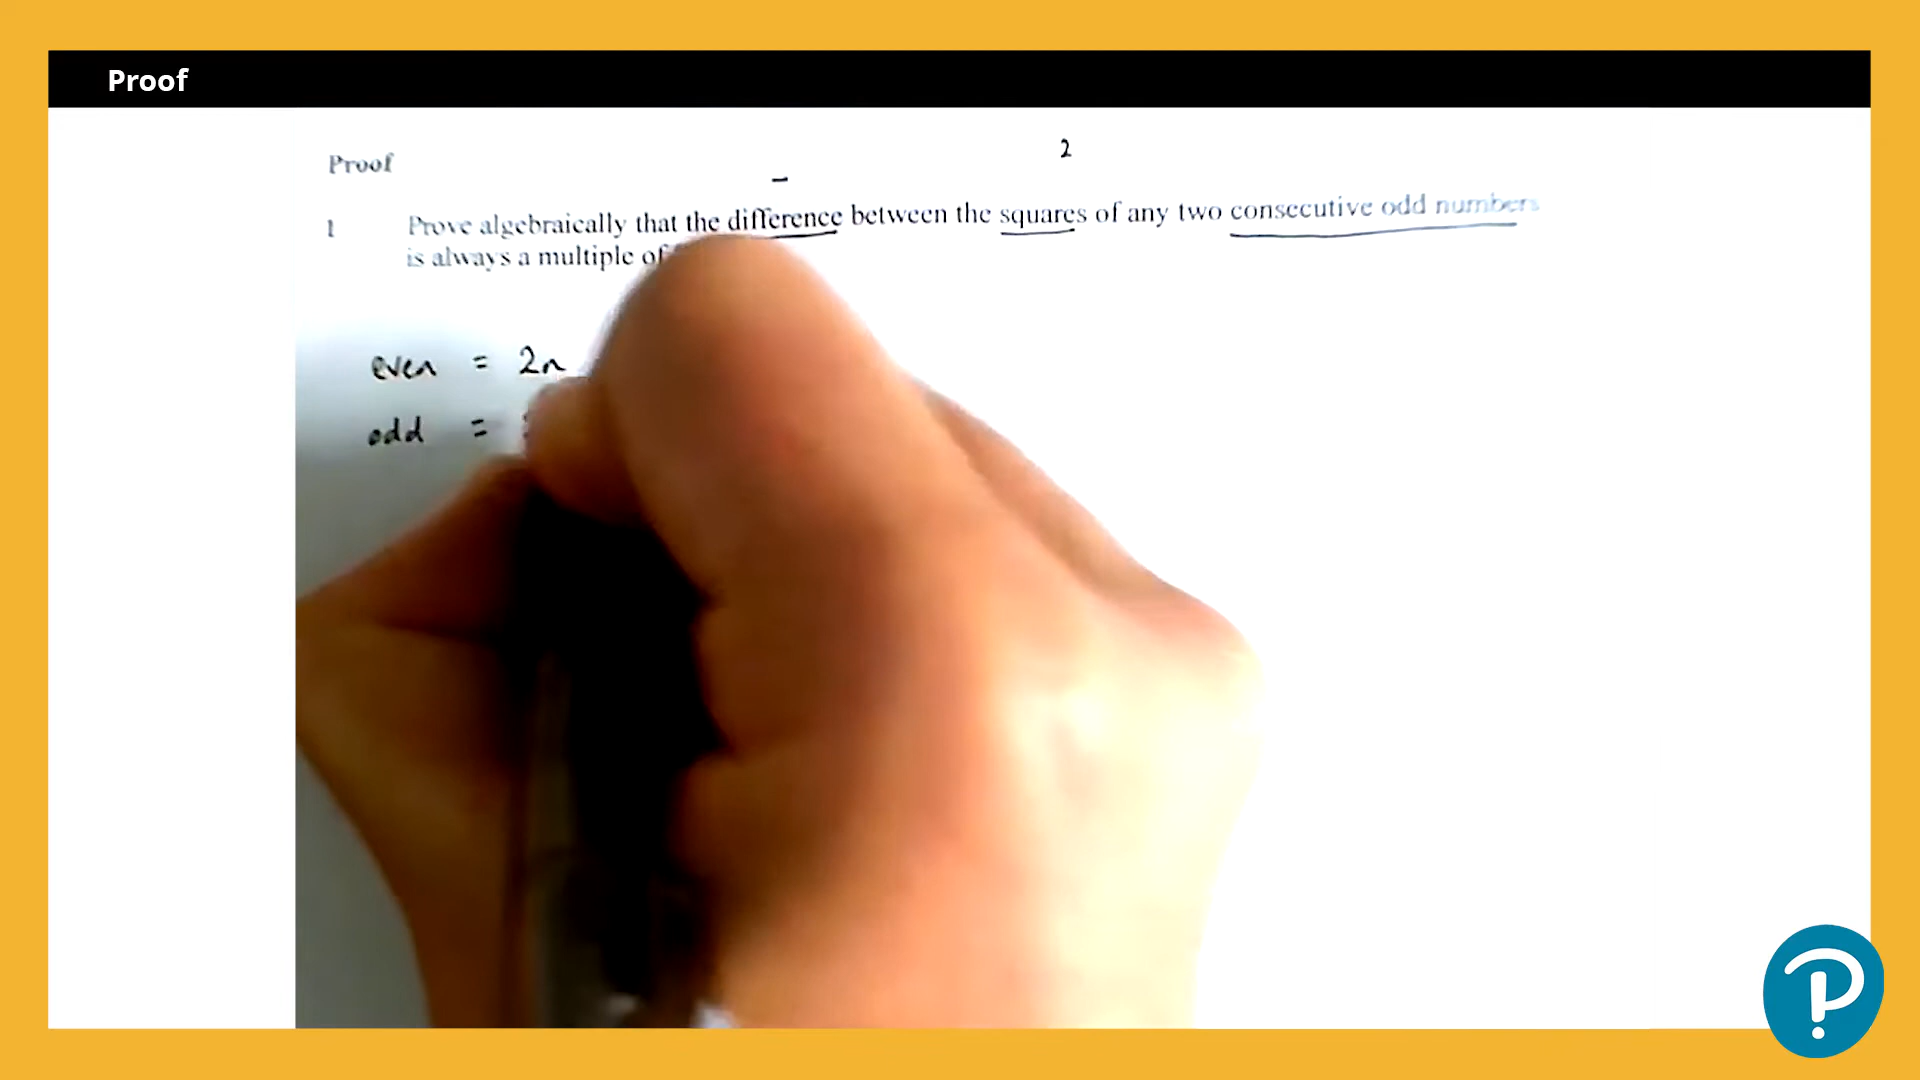 Proof
Proof
2
-
1 Prove algebraically that the difference between the squares of any two consecutive odd numbers
is always a multiple of
even = 2n
odd =